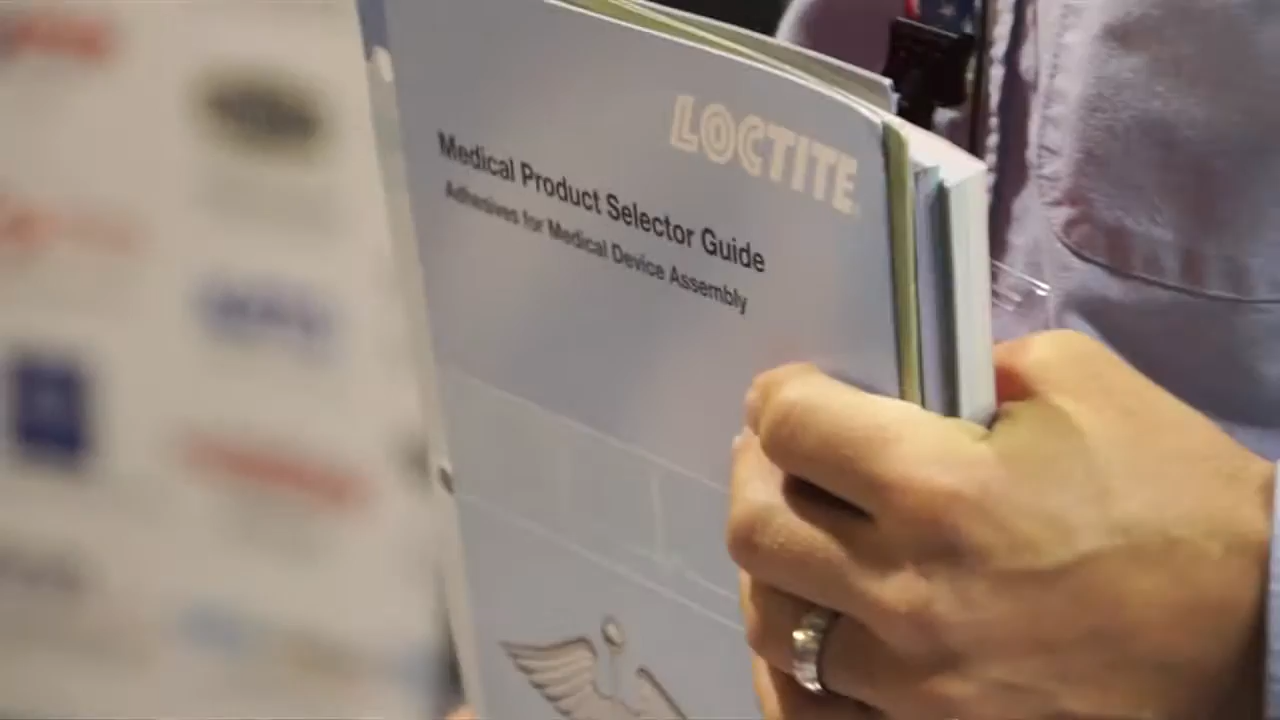 LOCTITE
Medical Product Selector Guide
Adhesives for Medical Device Assembly